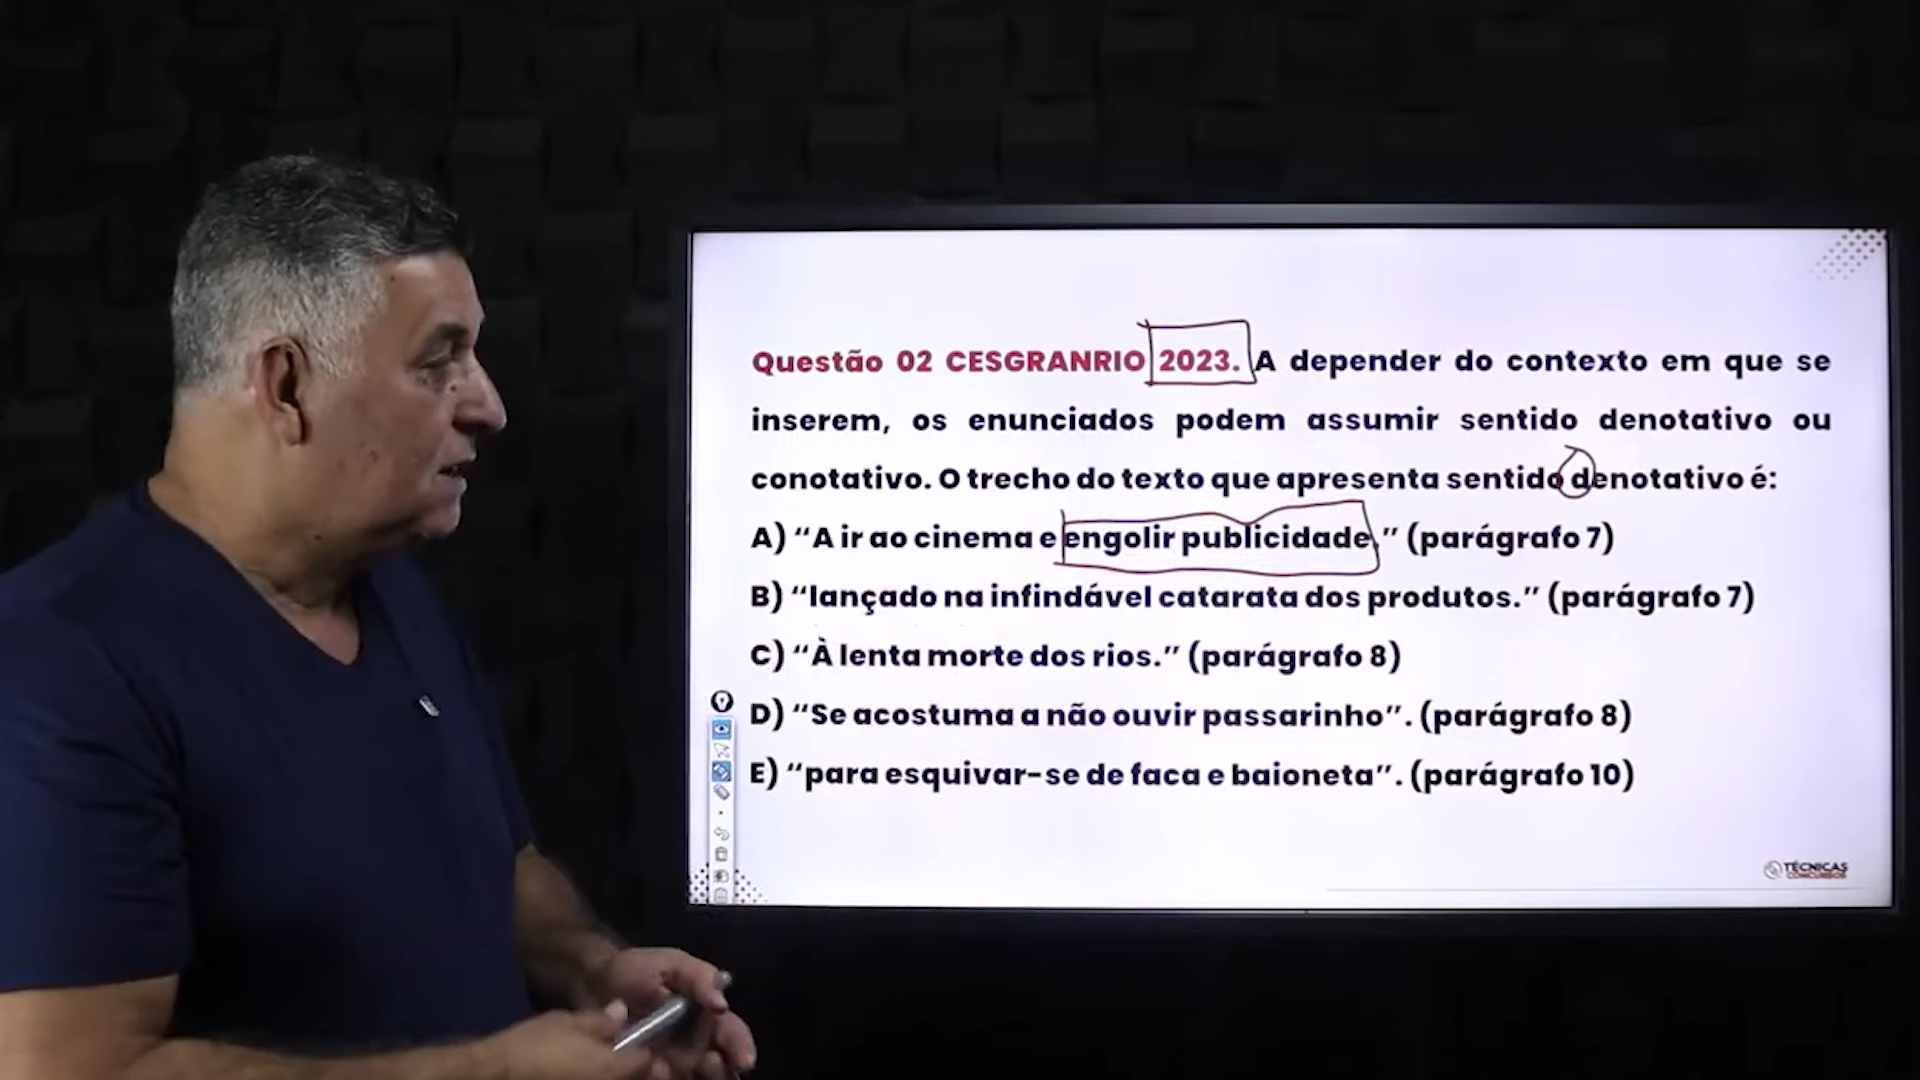 Questão 02 CESGRANRIO 2023. A depender do contexto em que se
inserem, os enunciados podem assumir sentido denotativo ou
conotativo. O trecho do texto que apresenta sentido denotativo é:
A) “A ir ao cinema e engolir publicidade.” (parágrafo 7)
B) “lançado na infindável catarata dos produtos.” (parágrafo 7)
C) “À lenta morte dos rios.” (parágrafo 8)
D) “Se acostuma a não ouvir passarinho”. (parágrafo 8)
E) “para esquivar-se de faca e baioneta”. (parágrafo 10)
TÉCNICAS
CONCURSOS